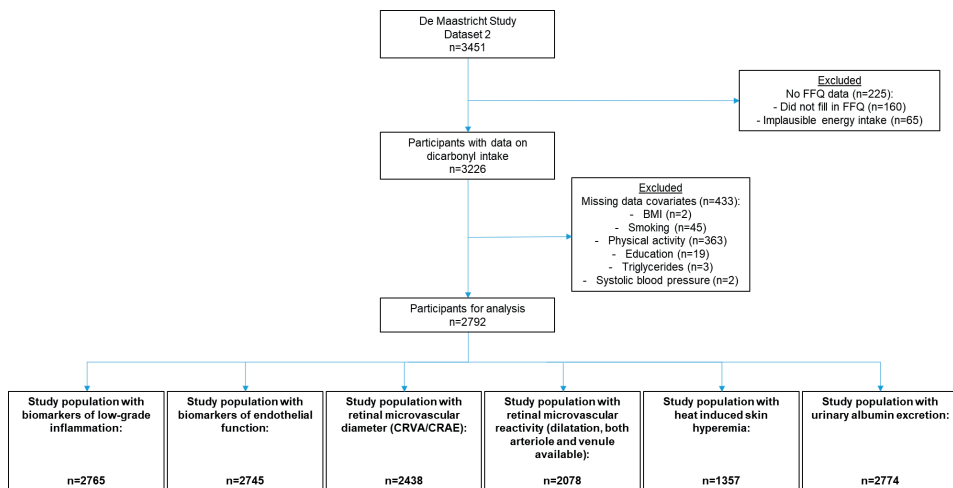 De Maastricht Study
Dataset 2
n=3451
Excluded
No FFQ data (n=225):
- Did not fill in FFQ (n=160)
- Implausible energy intake (n=65)
Participants with data on
dicarbonyl intake
n=3226
Excluded
Missing data covariates (n=433):
- BMI (n=2)
- Smoking (n=45)
- Physical activity (n=363)
- Education (n=19)
- Triglycerides (n=3)
- Systolic blood pressure (n=2)
Participants for analysis
n=2792
Study population with
biomarkers of low-grade
inflammation:
n=2765
Study population with
biomarkers of endothelial
function:
n=2745
Study population with
retinal microvascular
diameter (CRVA/CRAE):
n=2438
Study population with
retinal microvascular
reactivity (dilatation, both
arteriole and venule
available):
n=2078
Study population with
heat induced skin
hyperemia:
n=1357
Study population with
urinary albumin excretion:
n=2774